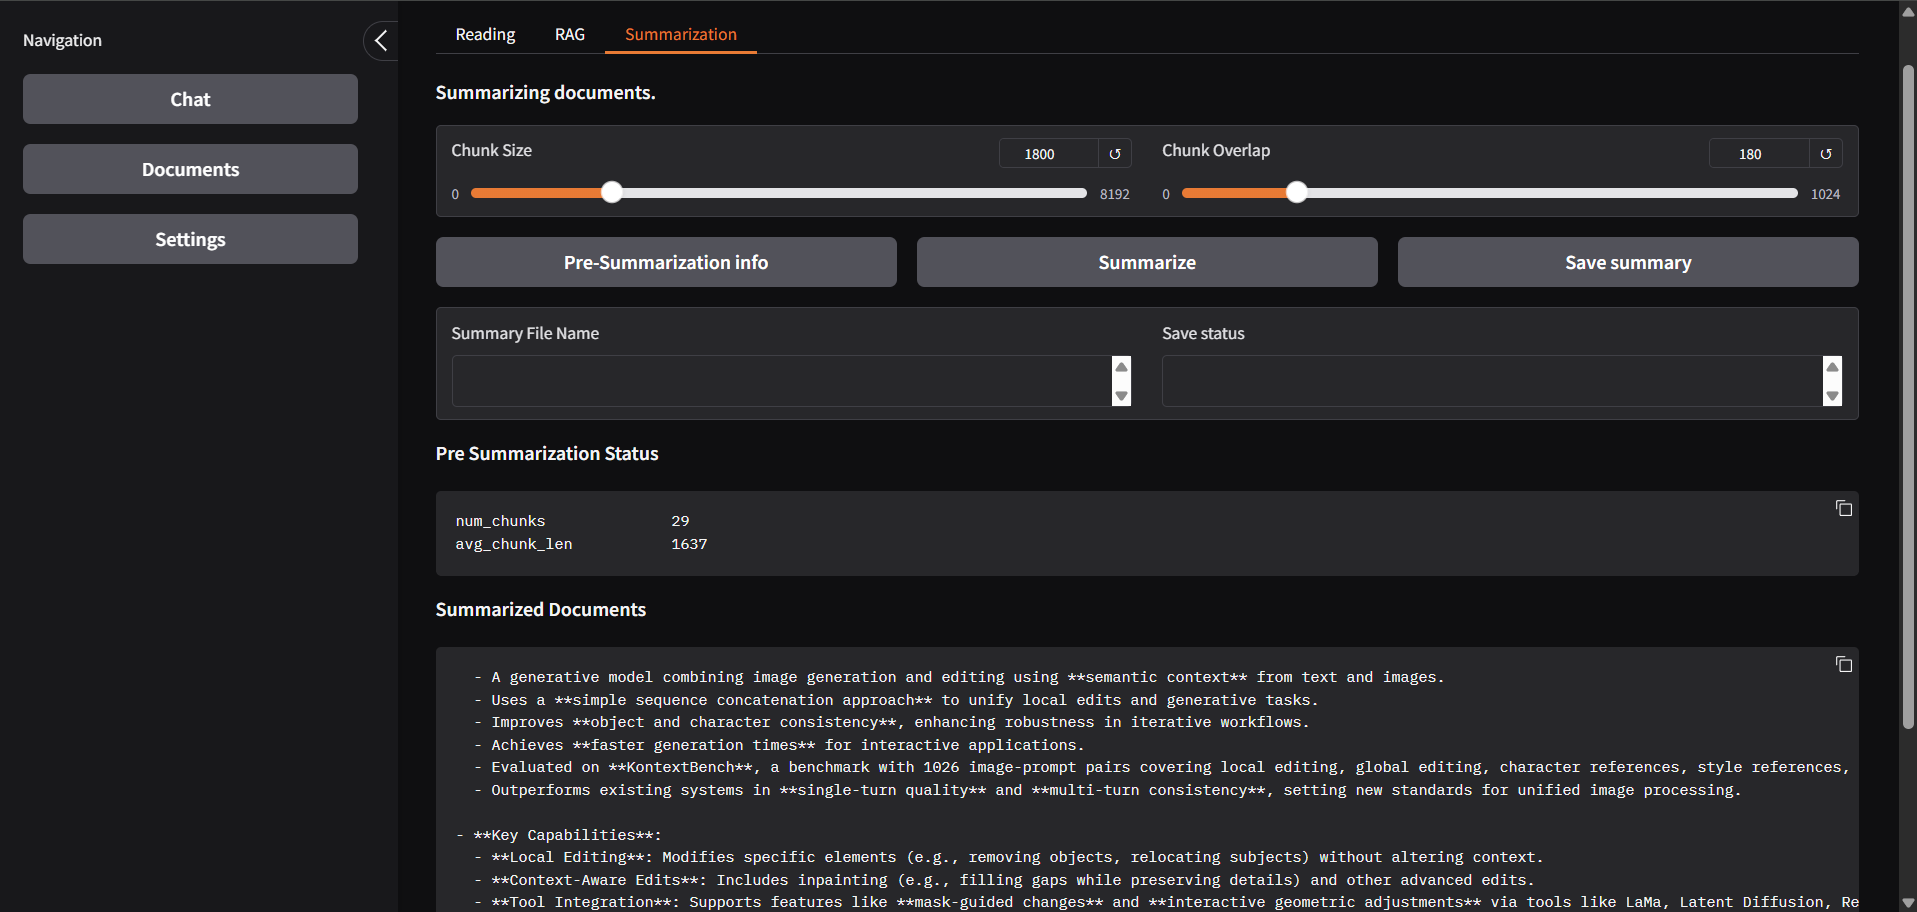 Navigation
Chat
Documents
Settings
Reading RAG Summarization
Summarizing documents.
Chunk Size 1800 ↺ Chunk Overlap 180 ↺
0 8192 0 1024
Pre-Summarization info Summarize Save summary
Summary File Name Save status
Pre Summarization Status
num_chunks 29
avg_chunk_len 1637
Summarized Documents
- A generative model combining image generation and editing using **semantic context** from text and images.
- Uses a **simple sequence concatenation approach** to unify local edits and generative tasks.
- Improves **object and character consistency**, enhancing robustness in iterative workflows.
- Achieves **faster generation times** for interactive applications.
- Evaluated on **KontextBench**, a benchmark with 1026 image-prompt pairs covering local editing, global editing, character references, style references,
- Outperforms existing systems in **single-turn quality** and **multi-turn consistency**, setting new standards for unified image processing.
- **Key Capabilities**:
- **Local Editing**: Modifies specific elements (e.g., removing objects, relocating subjects) without altering context.
- **Context-Aware Edits**: Includes inpainting (e.g., filling gaps while preserving details) and other advanced edits.
- **Tool Integration**: Supports features like **mask-guided changes** and **interactive geometric adjustments** via tools like LaMa, Latent Diffusion, Re